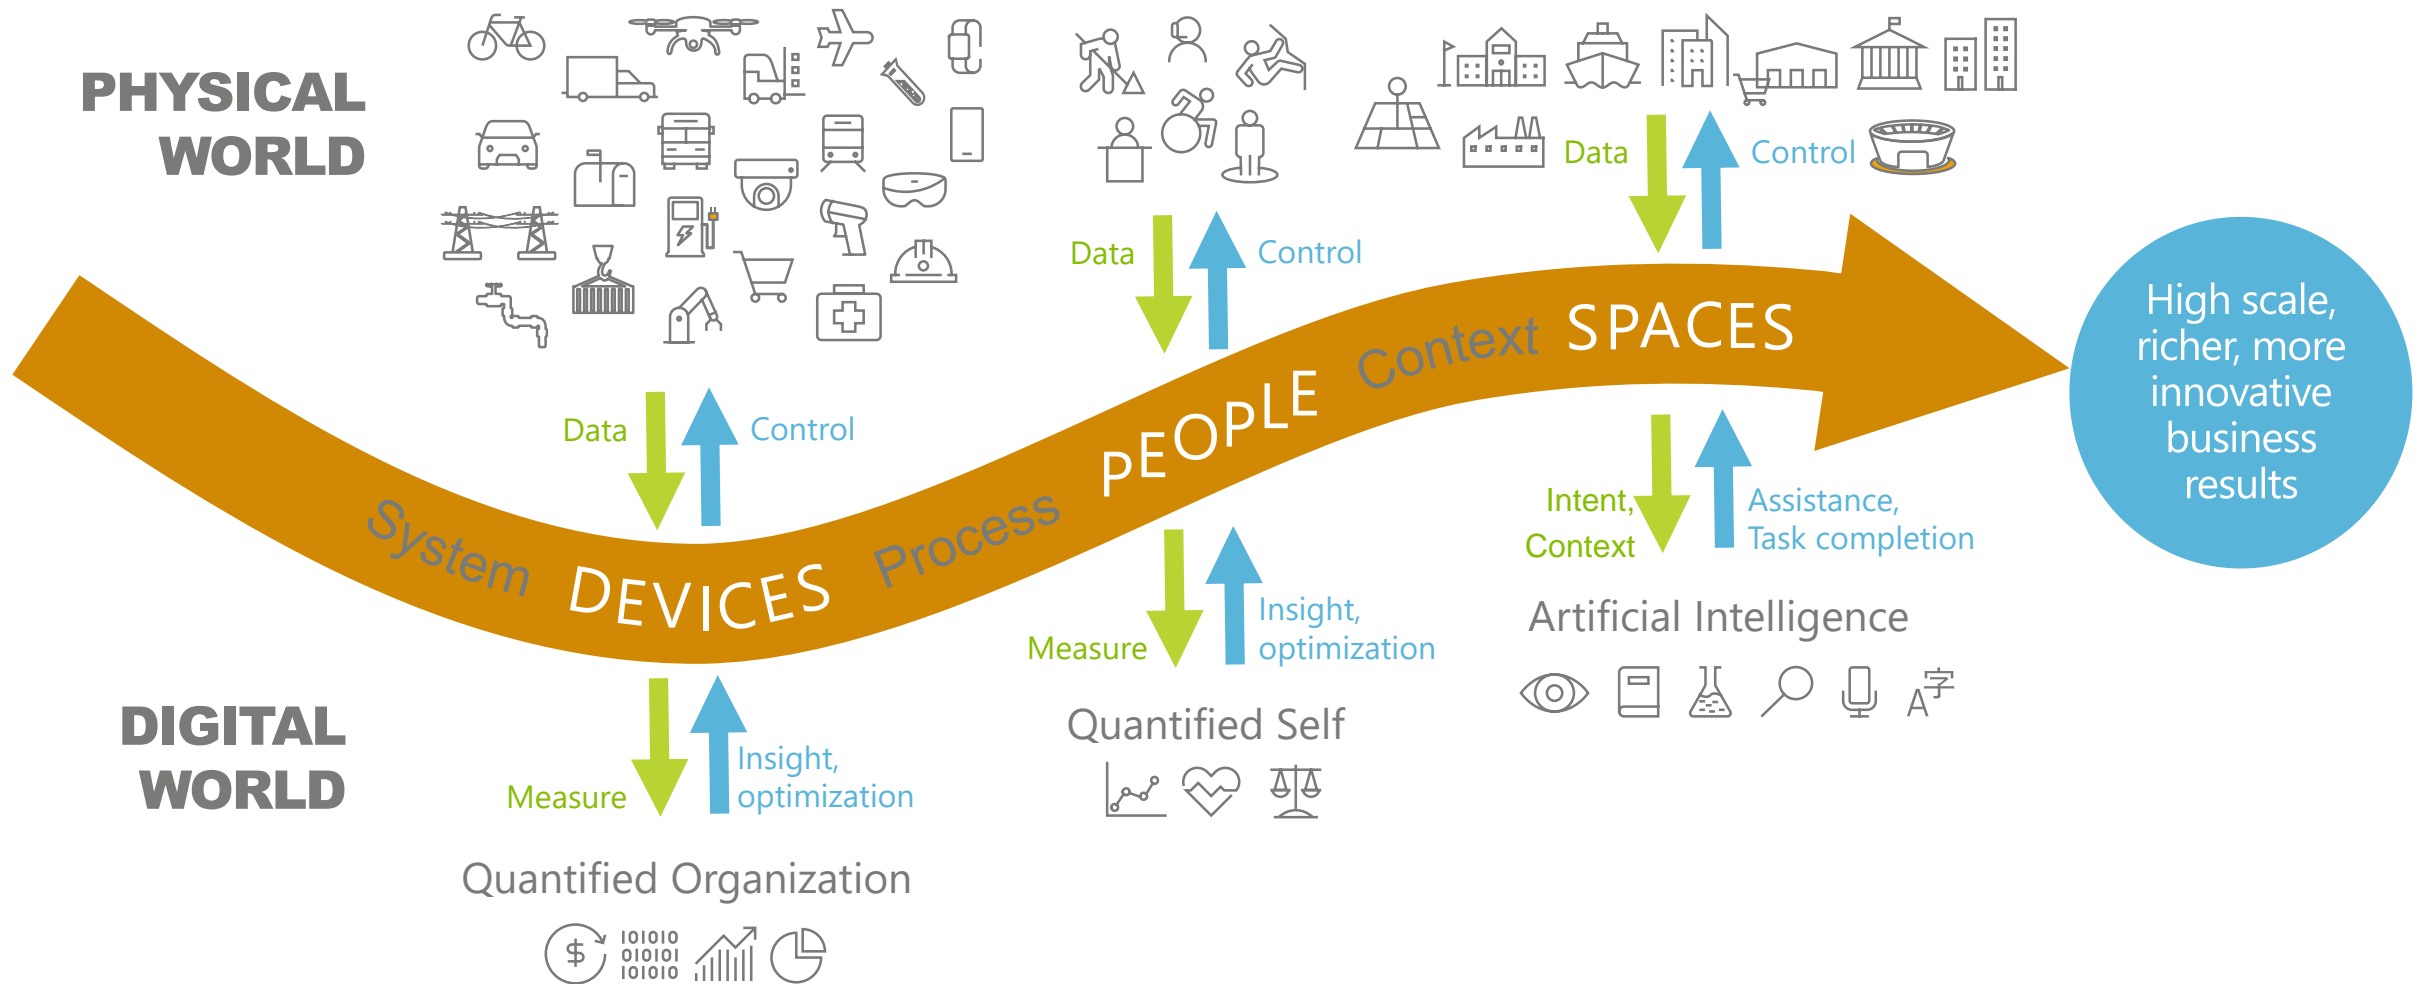 PHYSICAL
WORLD
Data
Control
Data
Control
Data
Control
System
DEVICES
Process
PEOPLE
Context
SPACES
High scale,
richer, more
innovative
business
results
DIGITAL
WORLD
Measure
Insight,
optimization
Quantified Organization
$
101010
010101
101010
Measure
Insight,
optimization
Quantified Self
Intent,
Context
Assistance,
Task completion
Artificial Intelligence
A字